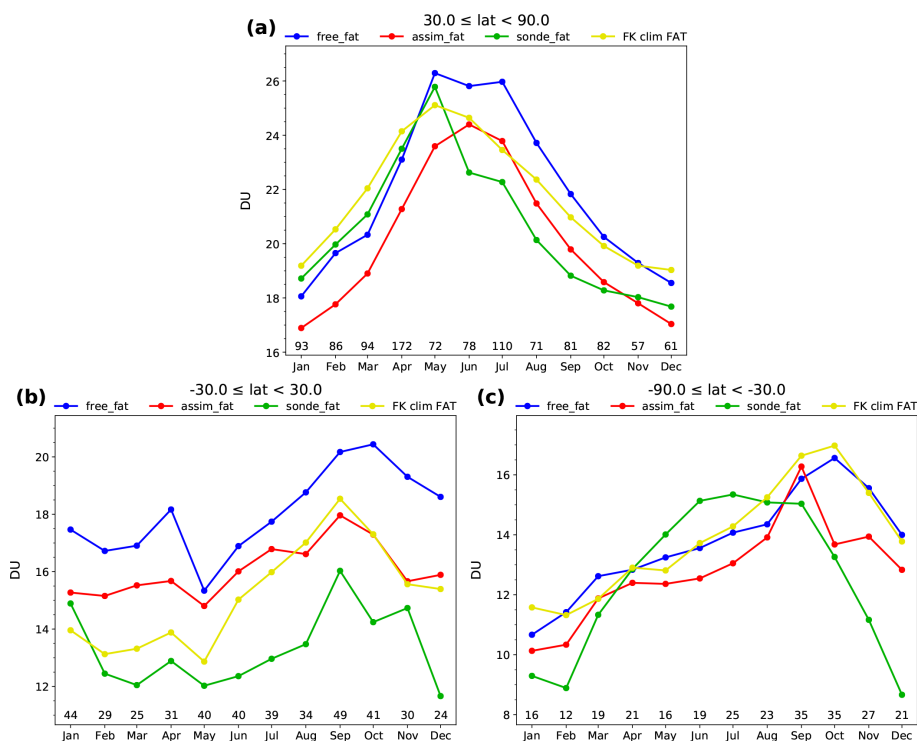 (a)
30.0 ≤ lat < 90.0
free_fat assim_fat sonde_fat FK clim FAT
26
24
22
20
18
16
DU
93 86 94 172 72 78 110 71 81 82 57 61
Jan Feb Mar Apr May Jun Jul Aug Sep Oct Nov Dec
(b)
-30.0 ≤ lat < 30.0
free_fat assim_fat sonde_fat FK clim FAT
20
18
16
14
12
DU
44 29 25 31 40 40 39 34 49 41 30 24
Jan Feb Mar Apr May Jun Jul Aug Sep Oct Nov Dec
(c)
-90.0 ≤ lat < -30.0
free_fat assim_fat sonde_fat FK clim FAT
16
14
12
10
8
DU
16 12 19 21 16 19 25 23 35 35 27 21
Jan Feb Mar Apr May Jun Jul Aug Sep Oct Nov Dec